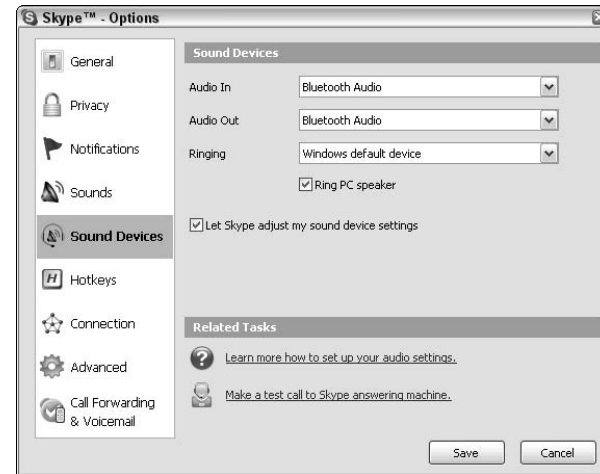 Skype™ - Options
General
Privacy
Notifications
Sounds
Sound Devices
Hotkeys
Connection
Advanced
Call Forwarding
& Voicemail
Sound Devices
Audio In
Bluetooth Audio
Audio Out
Bluetooth Audio
Ringing
Windows default device
Ring PC speaker
Let Skype adjust my sound device settings
Related Tasks
Learn more how to set up your audio settings.
Make a test call to Skype answering machine.
Save
Cancel